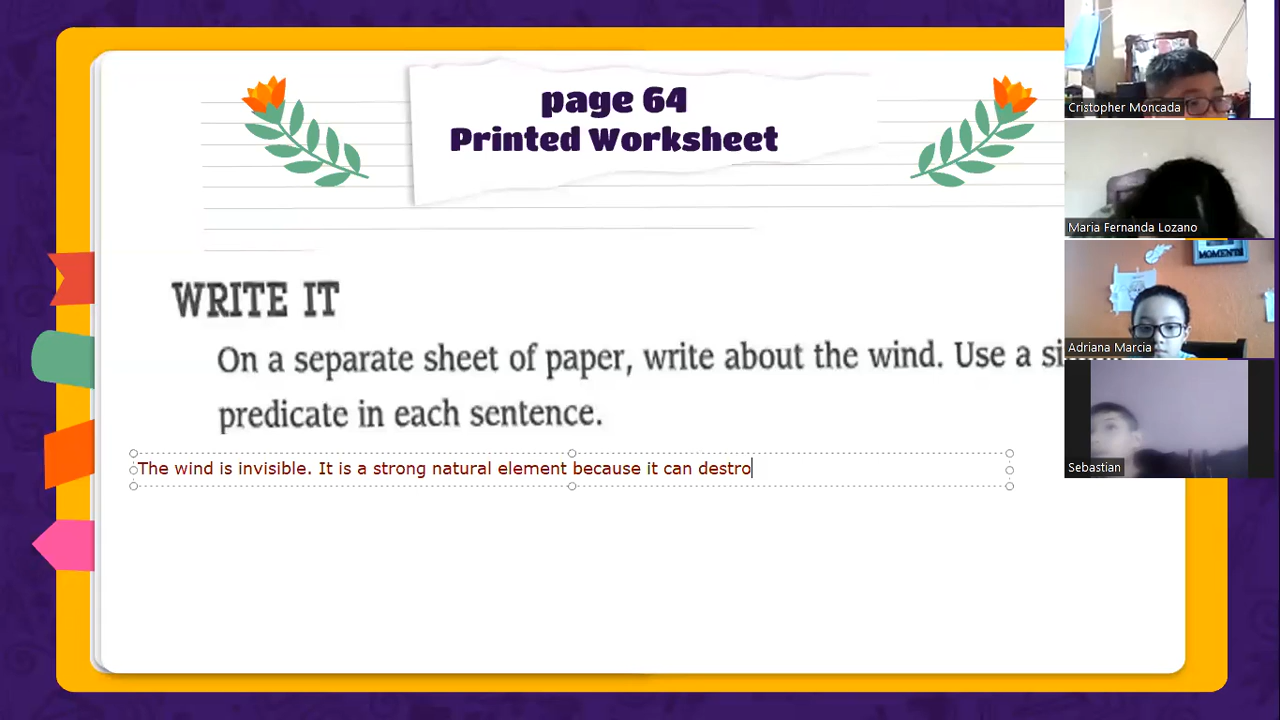 page 64
Printed Worksheet
WRITE IT
On a separate sheet of paper, write about the wind. Use a
predicate in each sentence.
The wind is invisible. It is a strong natural element because it can destro
Cristopher Moncada
Maria Fernanda Lozano
MOMENTS
Adriana Marcia
Sebastian